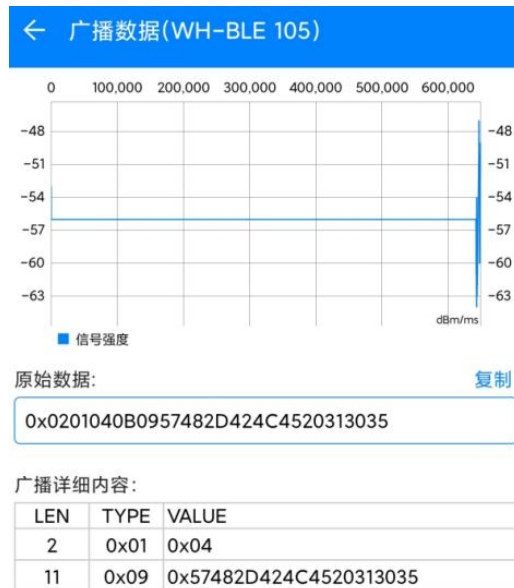 ← 广播数据(WH-BLE 105)
0 100,000 200,000 300,000 400,000 500,000 600,000
-48 -48
-51 -51
-54 -54
-57 -57
-60 -60
-63 -63
dBm/ms
信号强度
原始数据: 复制
0x0201040B0957482D424C4520313035
广播详细内容:
LEN TYPE VALUE
2 0x01 0x04
11 0x09 0x57482D424C4520313035